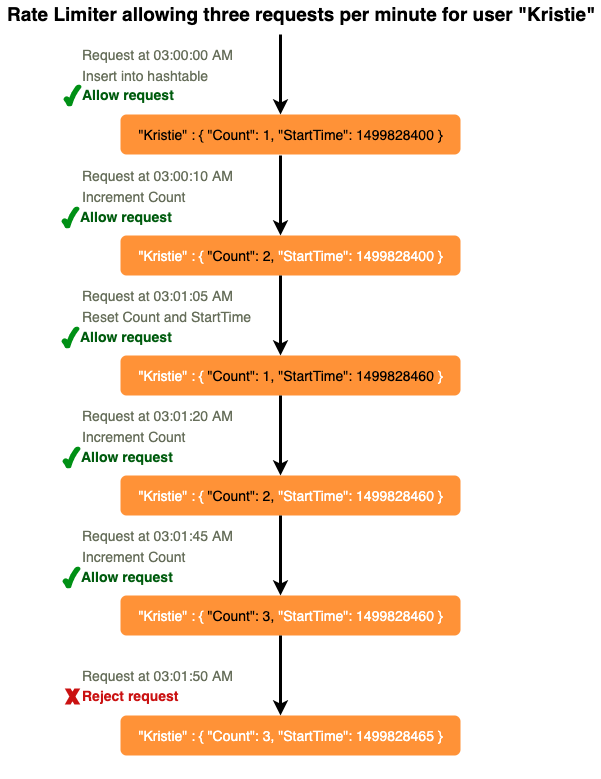 Rate Limiter allowing three requests per minute for user "Kristie"
Request at 03:00:00 AM
Insert into hashtable
Allow request
"Kristie" : { "Count": 1, "StartTime": 1499828400 }
Request at 03:00:10 AM
Increment Count
Allow request
"Kristie" : { "Count": 2, "StartTime": 1499828400 }
Request at 03:01:05 AM
Reset Count and StartTime
Allow request
"Kristie" : { "Count": 1, "StartTime": 1499828460 }
Request at 03:01:20 AM
Increment Count
Allow request
"Kristie" : { "Count": 2, "StartTime": 1499828460 }
Request at 03:01:45 AM
Increment Count
Allow request
"Kristie" : { "Count": 3, "StartTime": 1499828460 }
Request at 03:01:50 AM
Reject request
"Kristie" : { "Count": 3, "StartTime": 1499828465 }